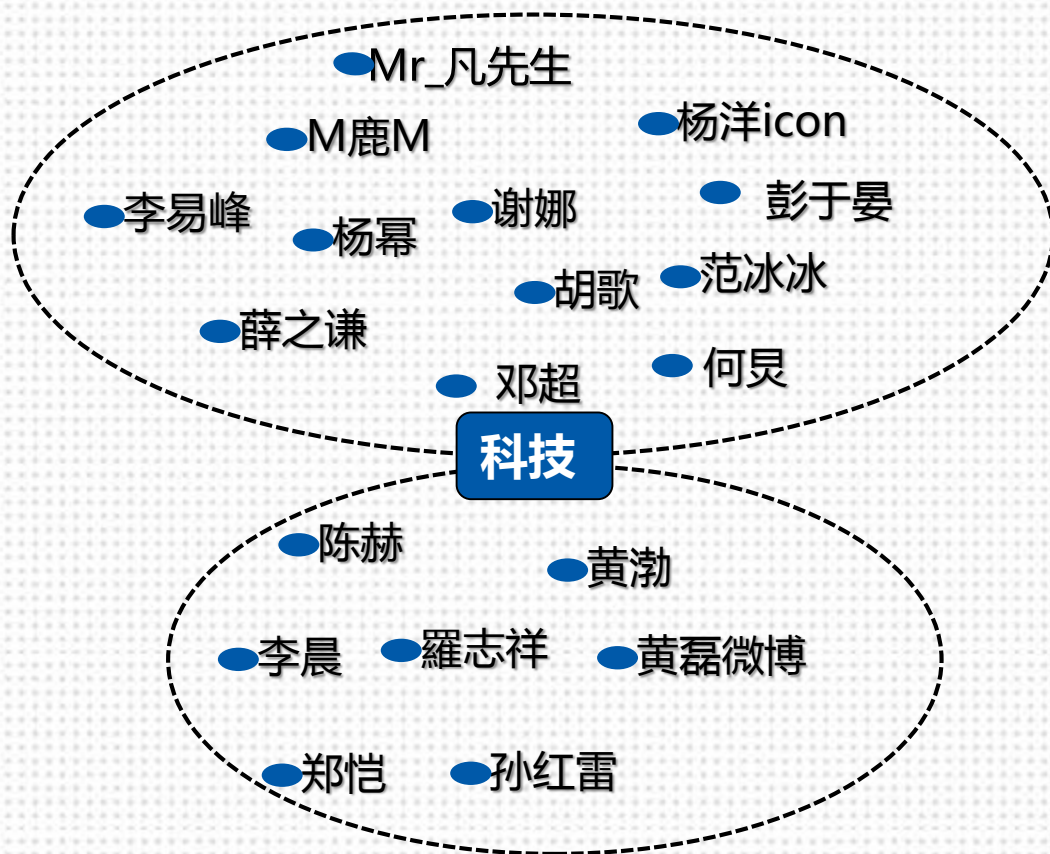 Mr_凡先生
杨洋icon
M鹿M
彭于晏
李易峰
谢娜
杨幂
范冰冰
胡歌
薛之谦
何炅
邓超
科技
陈赫
黄渤
李晨
羅志祥
黄磊微博
郑恺
孙红雷